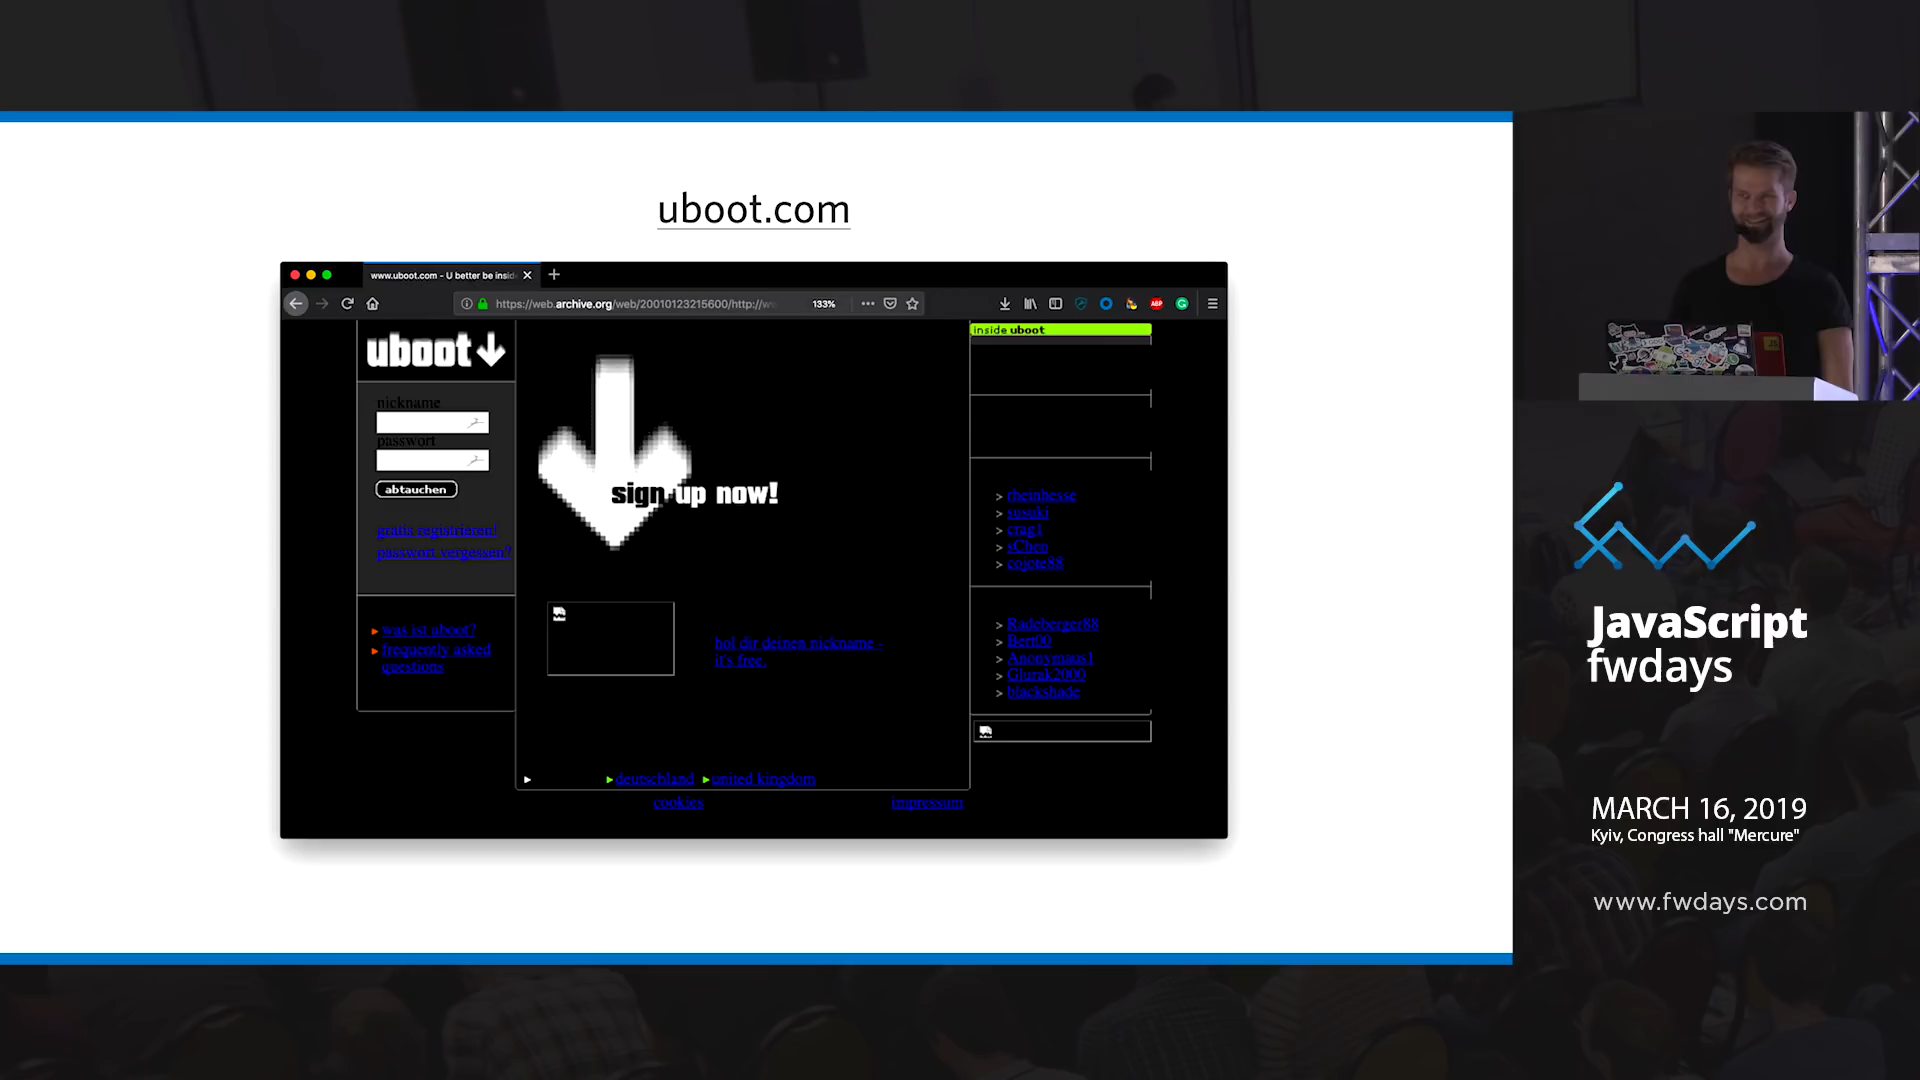 uboot.com
www.uboot.com - U better be insid
https://web.archive.org/web/20010123215600/http://w
133%
ABP
uboot
nickname
passwort
abtauchen
gratis registrieren!
passwort vergessen?
was ist uboot?
frequently asked
questions
sign up now!
hol dir deinen nickname -
it's free.
deutschland
united kingdom
cookies
impressum
inside uboot
> rheinhesse
> susuki
> crag1
> sChen
> cojote88
> Radeberger88
> Bert00
> Anonymaus1
> Glurak2000
> blackshade
JS
fw
JavaScript
fwdays
MARCH 16, 2019
Kyiv, Congress hall "Mercure"
www.fwdays.com